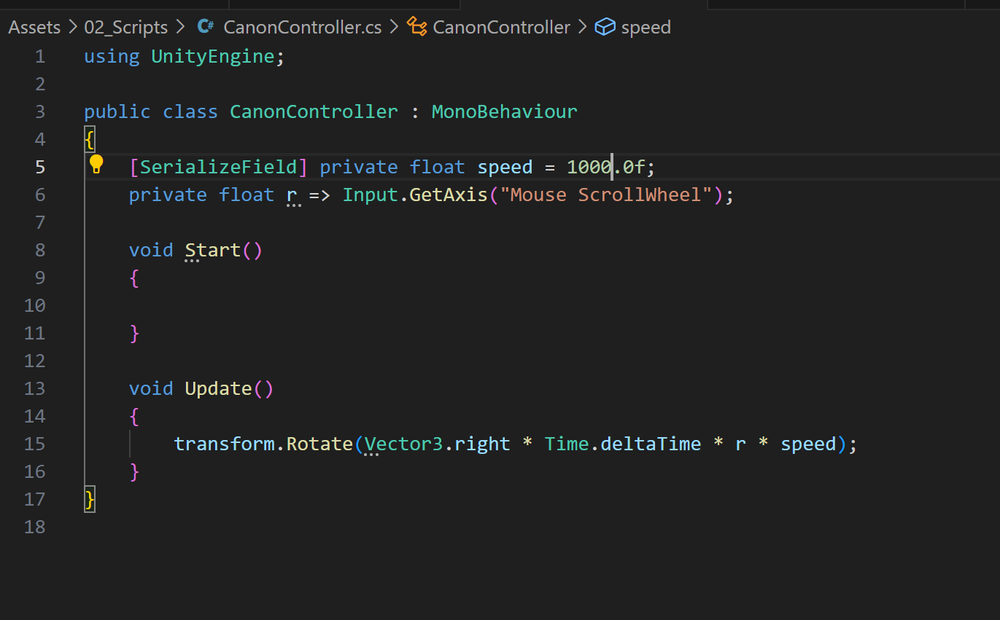 Assets > 02_Scripts > C# CanonController.cs > CanonController > speed
1 using UnityEngine;
2
3 public class CanonController : MonoBehaviour
4 {
5 [SerializeField] private float speed = 1000.0f;
6 private float r => Input.GetAxis("Mouse ScrollWheel");
7
8 void Start()
9 {
10
11 }
12
13 void Update()
14 {
15 transform.Rotate(Vector3.right * Time.deltaTime * r * speed);
16 }
17 }
18